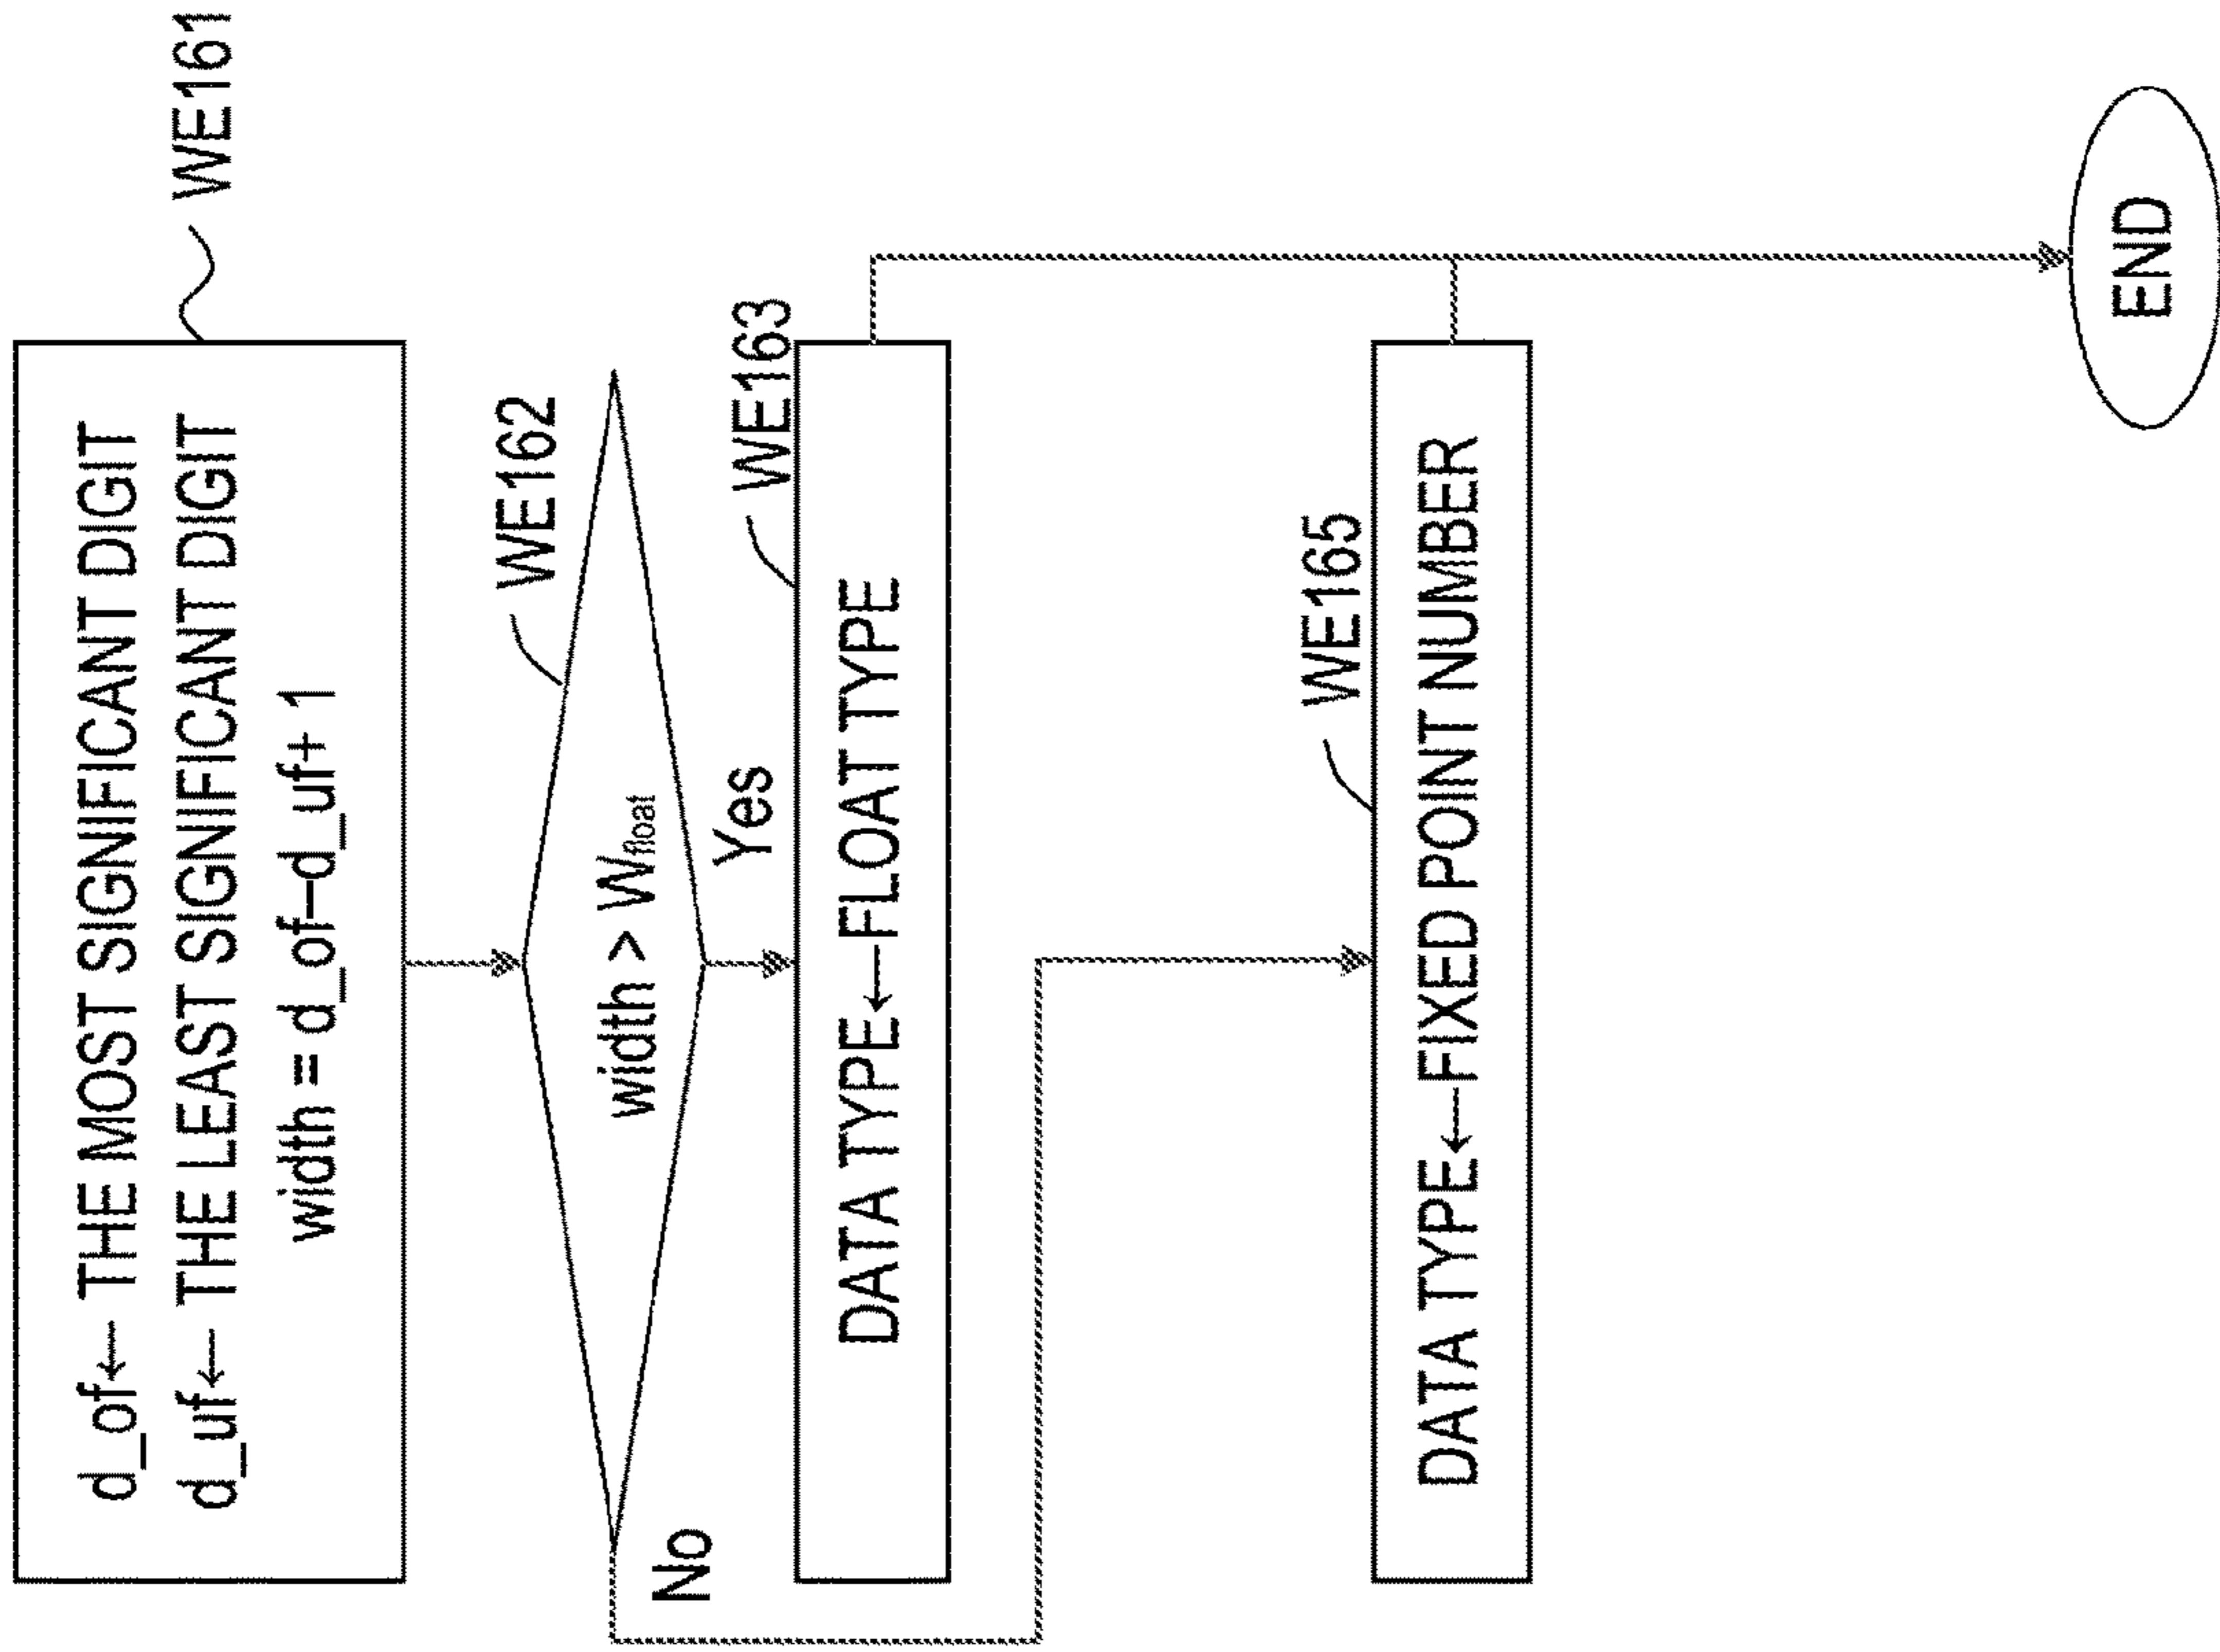 d_of← THE MOST SIGNIFICANT DIGIT
d_uf← THE LEAST SIGNIFICANT DIGIT
width = d_of−d_uf+ 1
WE161
WE162
width > Wfloat
Yes
No
WE163
DATA TYPE←FLOAT TYPE
WE165
DATA TYPE←FIXED POINT NUMBER
END